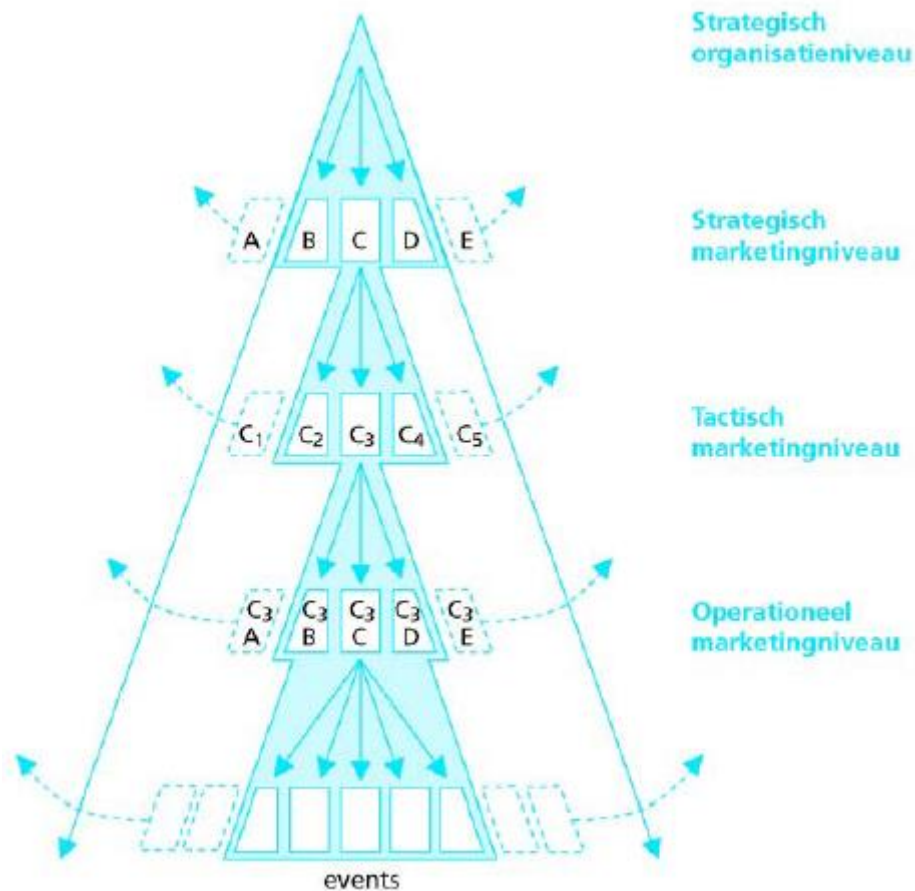 Strategisch
organisatieniveau
A B C D E
Strategisch
marketingniveau
C1 C2 C3 C4 C5
Tactisch
marketingniveau
C3 C3 C3 C3 C3
A B C D E
Operationeel
marketingniveau
events